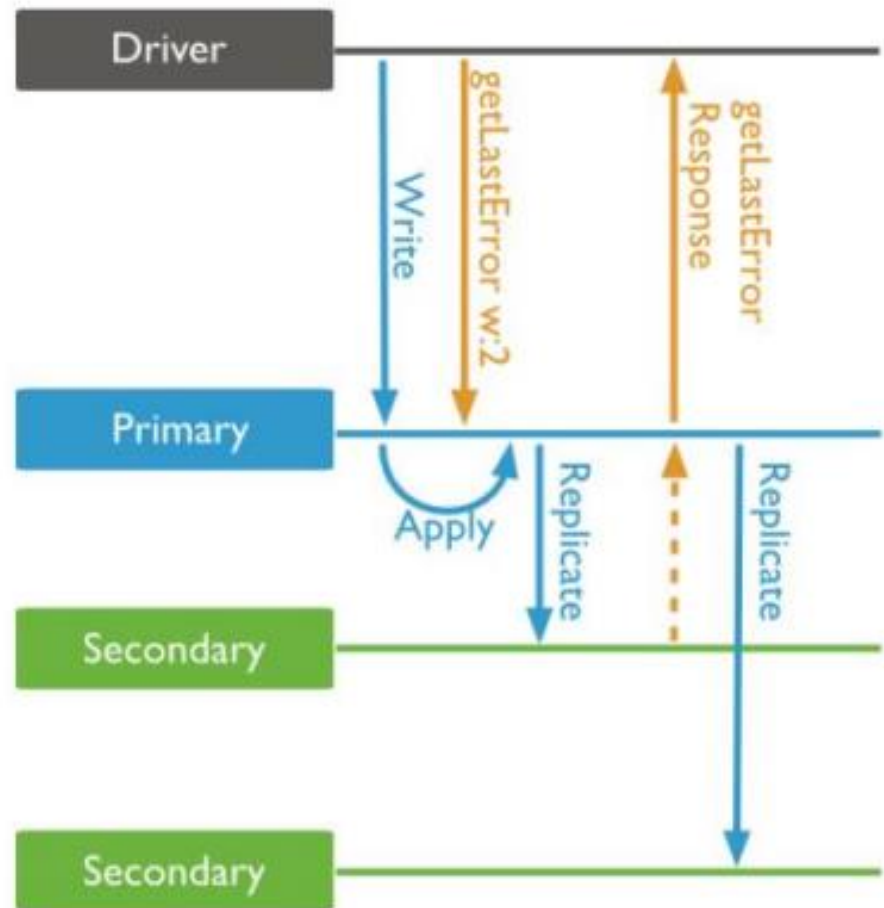 Driver
Write
getLastError w:2
getLastError
Response
Primary
Apply
Replicate
Replicate
Secondary
Secondary